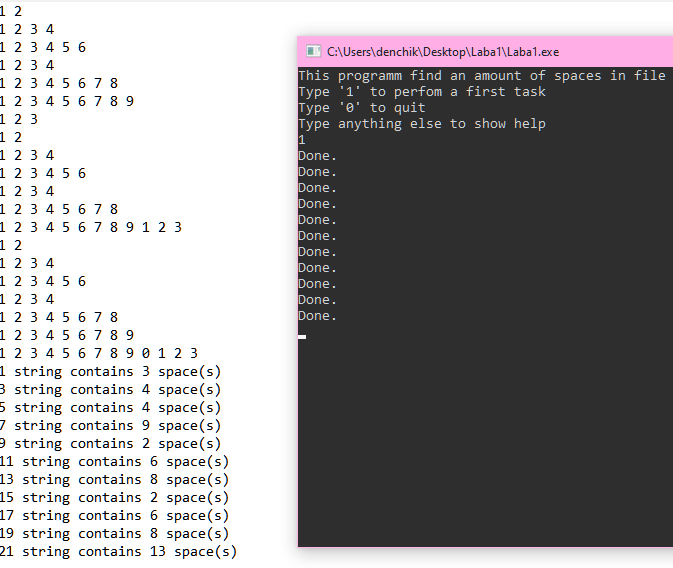 1 2
1 2 3 4
1 2 3 4 5 6
1 2 3 4
1 2 3 4 5 6 7 8
1 2 3 4 5 6 7 8 9
1 2 3
1 2
1 2 3 4
1 2 3 4 5 6
1 2 3 4
1 2 3 4 5 6 7 8
1 2 3 4 5 6 7 8 9 1 2 3
1 2
1 2 3 4
1 2 3 4 5 6
1 2 3 4
1 2 3 4 5 6 7 8
1 2 3 4 5 6 7 8 9
1 2 3 4 5 6 7 8 9 0 1 2 3
1 string contains 3 space(s)
3 string contains 4 space(s)
5 string contains 4 space(s)
7 string contains 9 space(s)
9 string contains 2 space(s)
11 string contains 6 space(s)
13 string contains 8 space(s)
15 string contains 2 space(s)
17 string contains 6 space(s)
19 string contains 8 space(s)
21 string contains 13 space(s)
C:\Users\denchik\Desktop\Laba1\Laba1.exe
This programm find an amount of spaces in file
Type '1' to perfom a first task
Type '0' to quit
Type anything else to show help
1
Done.
Done.
Done.
Done.
Done.
Done.
Done.
Done.
Done.
Done.
Done.